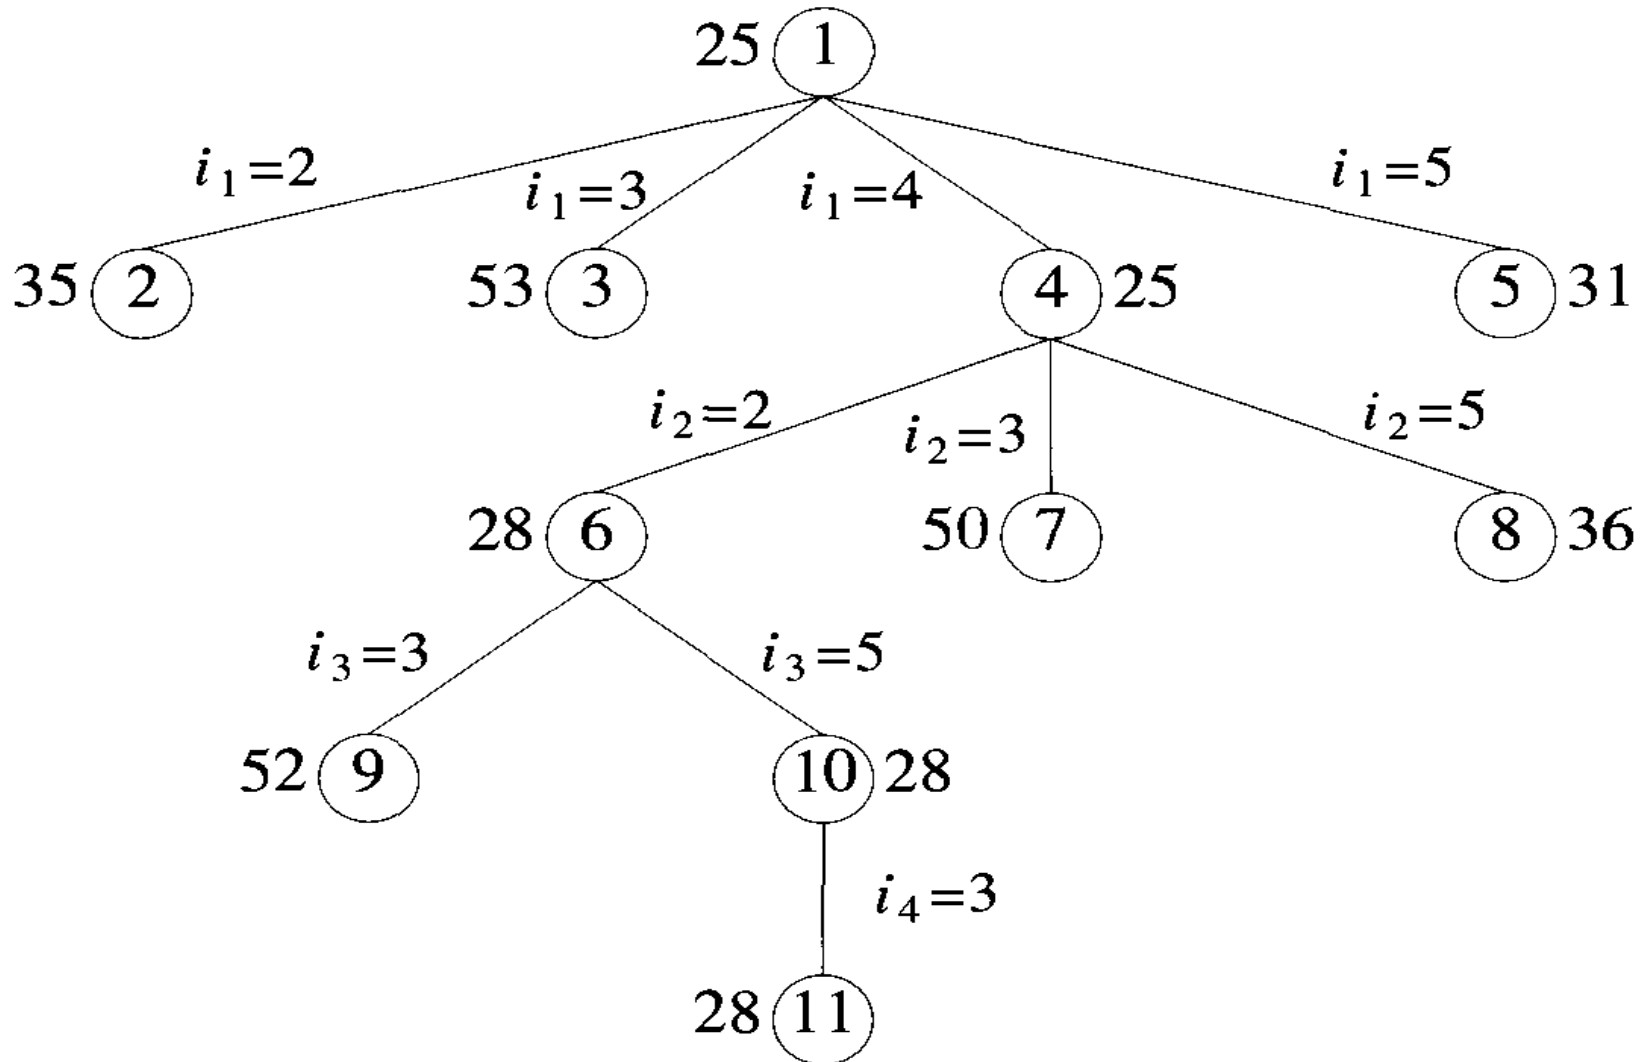 25 1
i₁=2 i₁=3 i₁=4 i₁=5
35 2 53 3 4 25 5 31
i₂=2 i₂=3 i₂=5
28 6 50 7 8 36
i₃=3 i₃=5
52 9 10 28
i₄=3
28 11